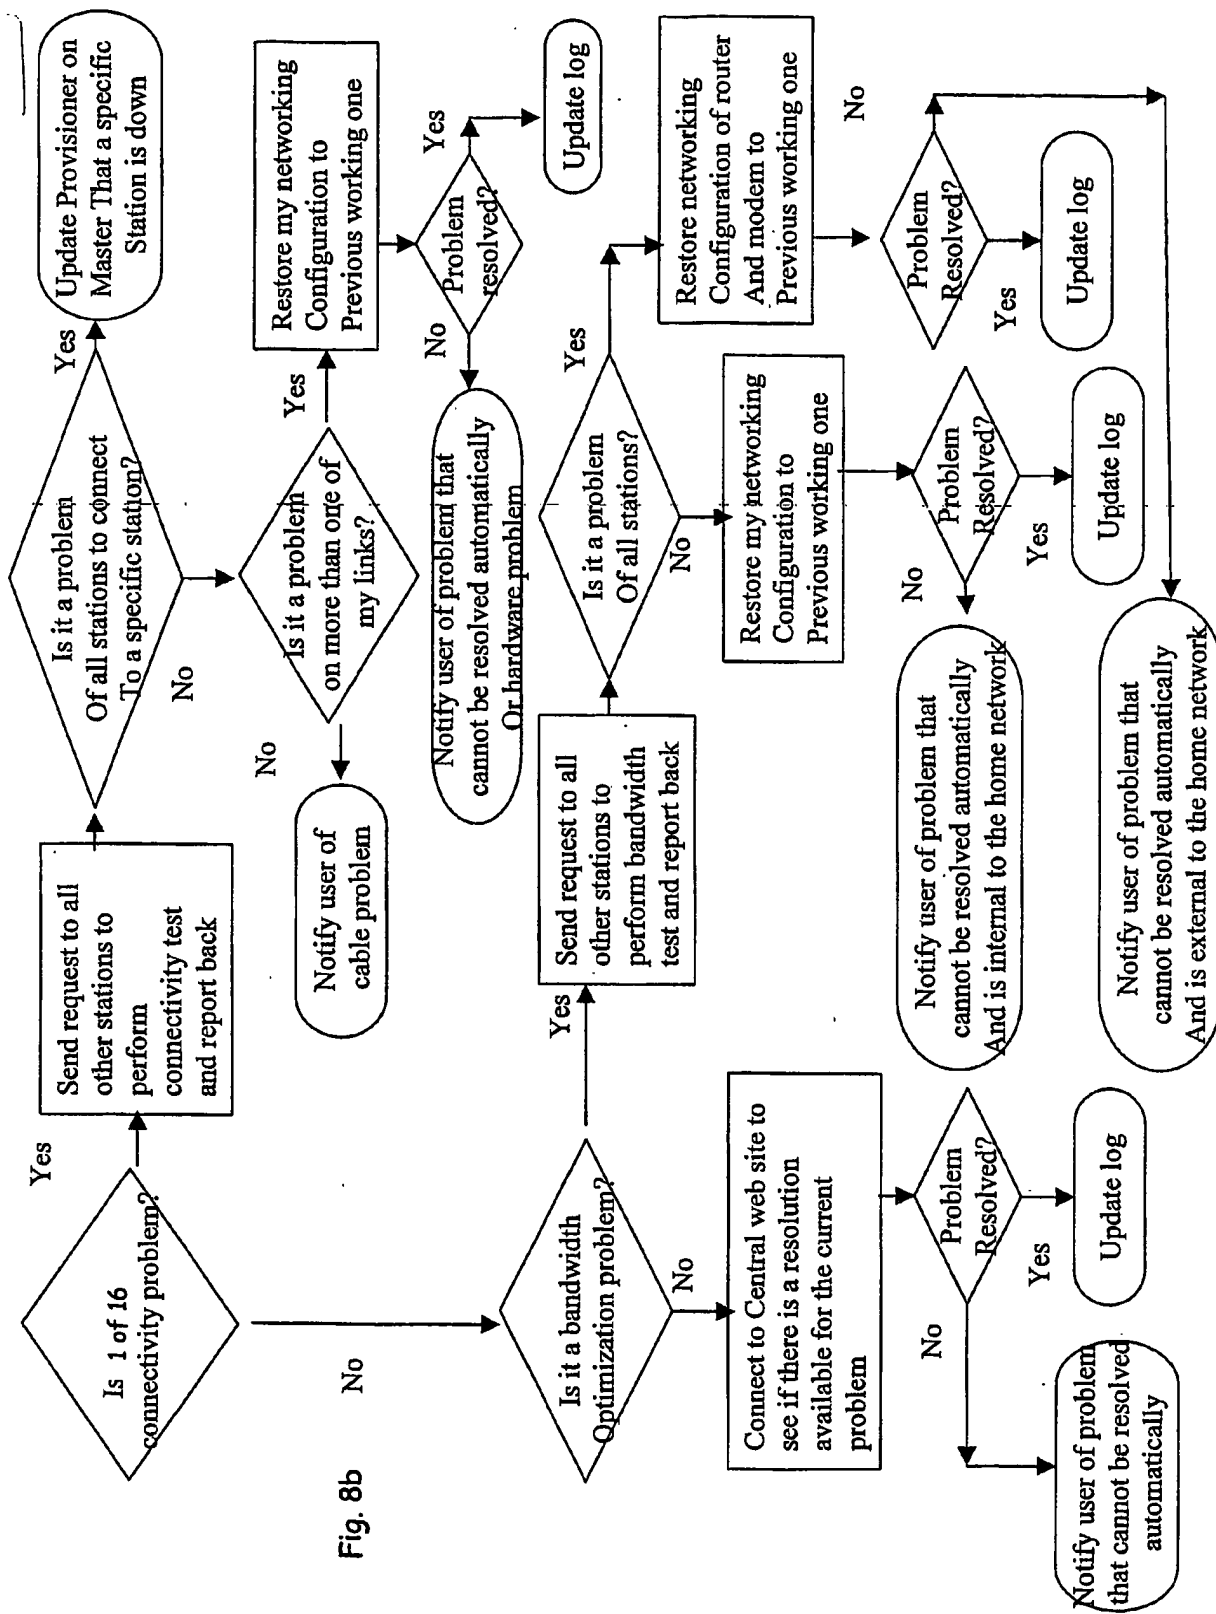 Is 1 of 16
connectivity problem?
Yes
No
Send request to all
other stations to
perform
connectivity test
and report back
Is it a problem
Of all stations to connect
To a specific station?
Yes
No
Update Provisioner on
Master That a specific
Station is down
Is it a problem
on more than one of
my links?
Yes
No
Notify user of
cable problem
Restore my networking
Configuration to
Previous working one
Problem
resolved?
Yes
No
Update log
Notify user of problem that
cannot be resolved automatically
Or hardware problem
Is it a bandwidth
Optimization problem?
Yes
No
Send request to all
other stations to
perform bandwidth
test and report back
Is it a problem
Of all stations?
Yes
No
Restore networking
Configuration of router
And modem to
Previous working one
Problem
Resolved?
No
Yes
Update log
Restore my networking
Configuration to
Previous working one
Problem
Resolved?
No
Yes
Update log
Notify user of problem that
cannot be resolved automatically
And is internal to the home network
Notify user of problem that
cannot be resolved automatically
And is external to the home network
Connect to Central web site to
see if there is a resolution
available for the current
problem
Problem
Resolved?
No
Yes
Update log
Notify user of problem
that cannot be resolved
automatically
Fig. 8b